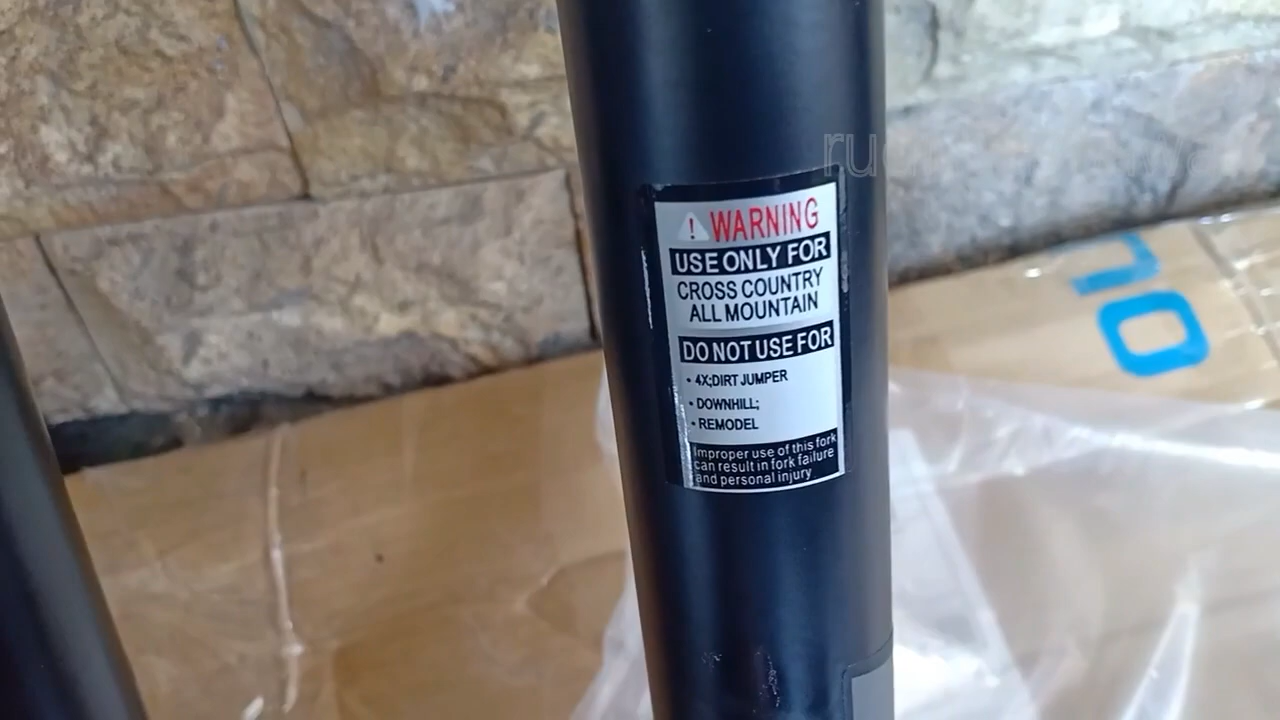 ! WARNING
USE ONLY FOR
CROSS COUNTRY
ALL MOUNTAIN
DO NOT USE FOR
• 4X;DIRT JUMPER
• DOWNHILL;
• REMODEL
Improper use of this fork
can result in fork failure
and personal injury